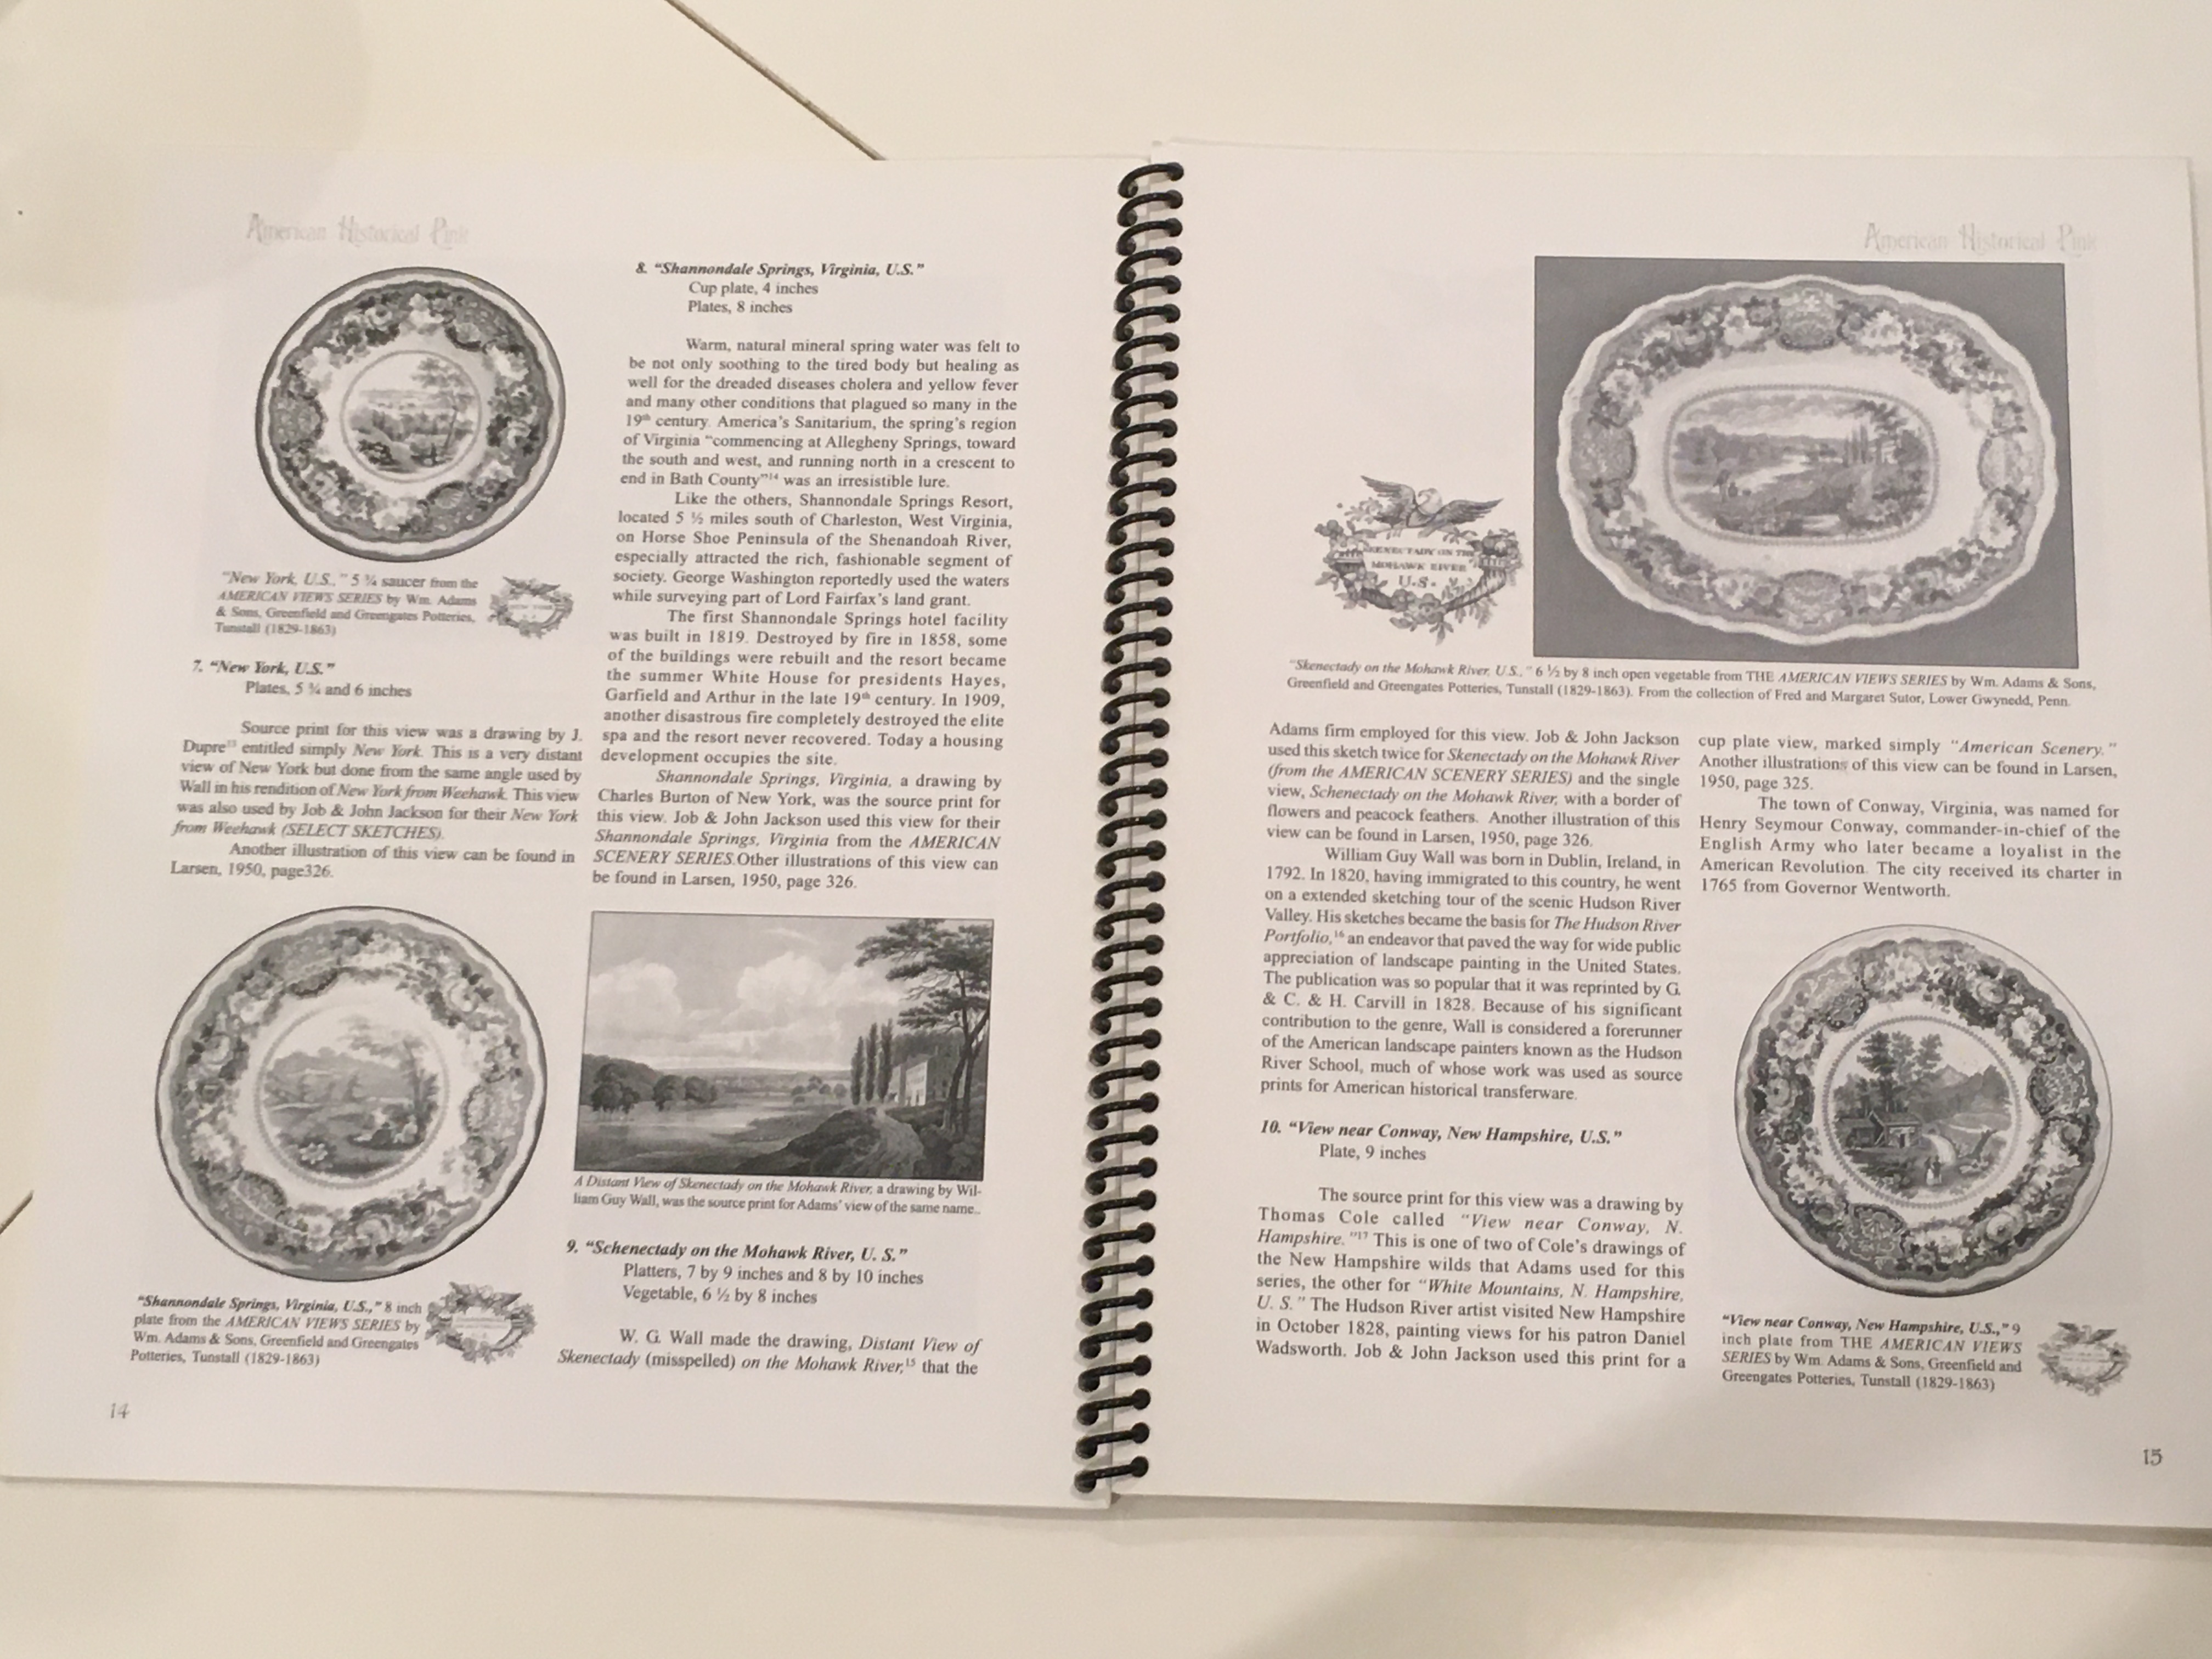 American Historical Pink
"New York, U.S.," 5 ¾ saucer from the
AMERICAN VIEWS SERIES by Wm. Adams
& Sons, Greenfield and Greengates Potteries,
Tunstall (1829-1863)
7. "New York, U.S."
Plates, 5 ¾ and 6 inches
Source print for this view was a drawing by J.
Dupre¹³ entitled simply New York. This is a very distant
view of New York but done from the same angle used by
Wall in his rendition of New York from Weehawk. This view
was also used by Job & John Jackson for their New York
from Weehawk (SELECT SKETCHES).
Another illustration of this view can be found in
Larsen, 1950, page326.
"Shannondale Springs, Virginia, U.S.," 8 inch
plate from the AMERICAN VIEWS SERIES by
Wm. Adams & Sons, Greenfield and Greengates
Potteries, Tunstall (1829-1863)
14
8. "Shannondale Springs, Virginia, U.S."
Cup plate, 4 inches
Plates, 8 inches
Warm, natural mineral spring water was felt to
be not only soothing to the tired body but healing as
well for the dreaded diseases cholera and yellow fever
and many other conditions that plagued so many in the
19th century. America's Sanitarium, the spring's region
of Virginia "commencing at Allegheny Springs, toward
the south and west, and running north in a crescent to
end in Bath County"¹⁴ was an irresistible lure.
Like the others, Shannondale Springs Resort,
located 5 ½ miles south of Charleston, West Virginia,
on Horse Shoe Peninsula of the Shenandoah River,
especially attracted the rich, fashionable segment of
society. George Washington reportedly used the waters
while surveying part of Lord Fairfax's land grant.
The first Shannondale Springs hotel facility
was built in 1819. Destroyed by fire in 1858, some
of the buildings were rebuilt and the resort became
the summer White House for presidents Hayes,
Garfield and Arthur in the late 19th century. In 1909,
another disastrous fire completely destroyed the elite
spa and the resort never recovered. Today a housing
development occupies the site.
Shannondale Springs, Virginia, a drawing by
Charles Burton of New York, was the source print for
this view. Job & John Jackson used this view for their
Shannondale Springs, Virginia from the AMERICAN
SCENERY SERIES.Other illustrations of this view can
be found in Larsen, 1950, page 326.
A Distant View of Skenectady on the Mohawk River, a drawing by Wil-
liam Guy Wall, was the source print for Adams' view of the same name..
9. "Schenectady on the Mohawk River, U. S."
Platters, 7 by 9 inches and 8 by 10 inches
Vegetable, 6 ½ by 8 inches
W. G. Wall made the drawing, Distant View of
Skenectady (misspelled) on the Mohawk River,¹⁵ that the
American Historical Pink
SKENECTADY ON THE
MOHAWK RIVER
U.S.
"Skenectady on the Mohawk River, U.S.," 6 ½ by 8 inch open vegetable from THE AMERICAN VIEWS SERIES by Wm. Adams & Sons,
Greenfield and Greengates Potteries, Tunstall (1829-1863). From the collection of Fred and Margaret Sutor, Lower Gwynedd, Penn.
Adams firm employed for this view. Job & John Jackson
used this sketch twice for Skenectady on the Mohawk River
(from the AMERICAN SCENERY SERIES) and the single
view, Schenectady on the Mohawk River, with a border of
flowers and peacock feathers. Another illustration of this
view can be found in Larsen, 1950, page 326.
William Guy Wall was born in Dublin, Ireland, in
1792. In 1820, having immigrated to this country, he went
on a extended sketching tour of the scenic Hudson River
Valley. His sketches became the basis for The Hudson River
Portfolio,¹⁶ an endeavor that paved the way for wide public
appreciation of landscape painting in the United States.
The publication was so popular that it was reprinted by G.
& C. & H. Carvill in 1828. Because of his significant
contribution to the genre, Wall is considered a forerunner
of the American landscape painters known as the Hudson
River School, much of whose work was used as source
prints for American historical transferware.
10. "View near Conway, New Hampshire, U.S."
Plate, 9 inches
The source print for this view was a drawing by
Thomas Cole called "View near Conway, N.
Hampshire."¹⁷ This is one of two of Cole's drawings of
the New Hampshire wilds that Adams used for this
series, the other for "White Mountains, N. Hampshire,
U. S." The Hudson River artist visited New Hampshire
in October 1828, painting views for his patron Daniel
Wadsworth. Job & John Jackson used this print for a
cup plate view, marked simply "American Scenery."
Another illustrations of this view can be found in Larsen,
1950, page 325.
The town of Conway, Virginia, was named for
Henry Seymour Conway, commander-in-chief of the
English Army who later became a loyalist in the
American Revolution. The city received its charter in
1765 from Governor Wentworth.
"View near Conway, New Hampshire, U.S.," 9
inch plate from THE AMERICAN VIEWS
SERIES by Wm. Adams & Sons, Greenfield and
Greengates Potteries, Tunstall (1829-1863)
15